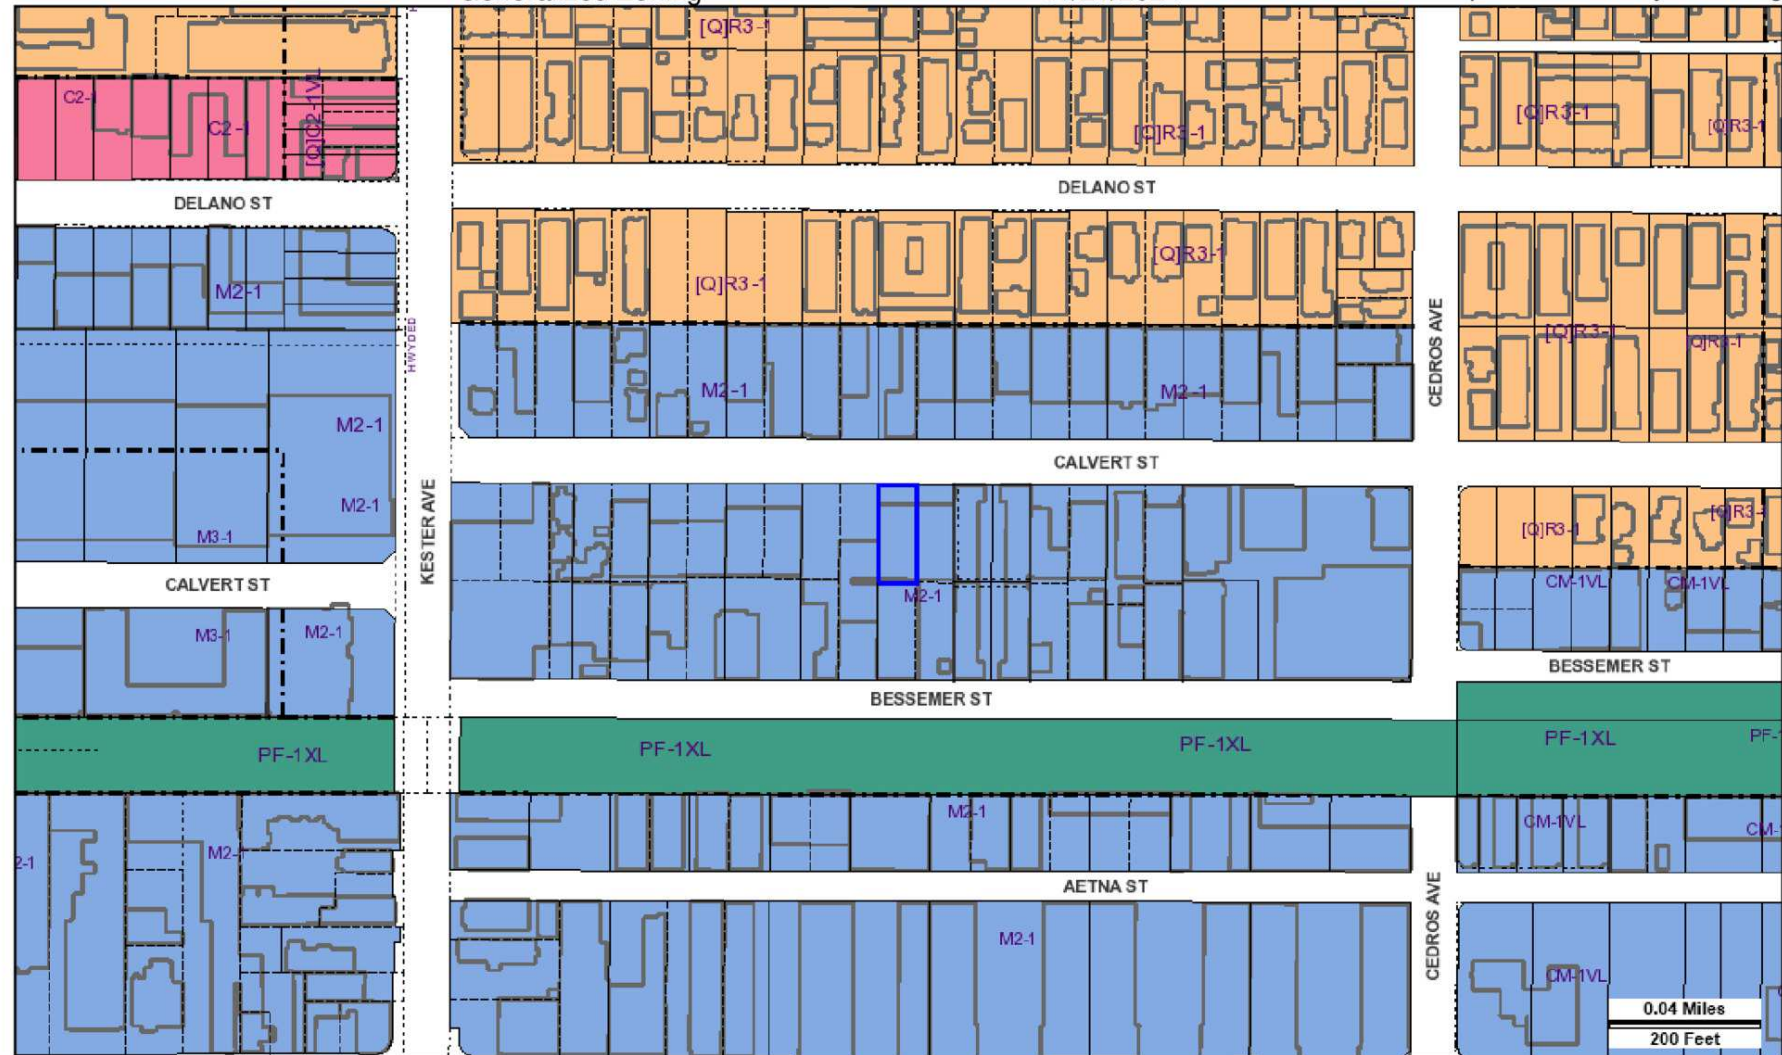 [Q]R3-1
C2-1
C2-1
[Q]C2-1VL
[Q]R3-1
[Q]R3-1
[Q]R3-1
DELANO ST
DELANO ST
M2-1
[Q]R3-1
[Q]R3-1
HWYDED
CEDROS AVE
[Q]R3-1
Q]R3-1
M2-1
M2-1
M2-1
M2-1
M3-1
CALVERT ST
KESTER AVE
[Q]R3-1
[Q]R3-1
CALVERT ST
M2-1
CM-1VL
CM-1VL
M3-1
M2-1
BESSEMER ST
BESSEMER ST
PF-1XL
PF-1XL
PF-1XL
PF-1XL
PF-
M2-1
CM-1VL
CM-
2-1
M2-1
AETNA ST
CEDROS AVE
M2-1
CM-1VL
0.04 Miles
200 Feet